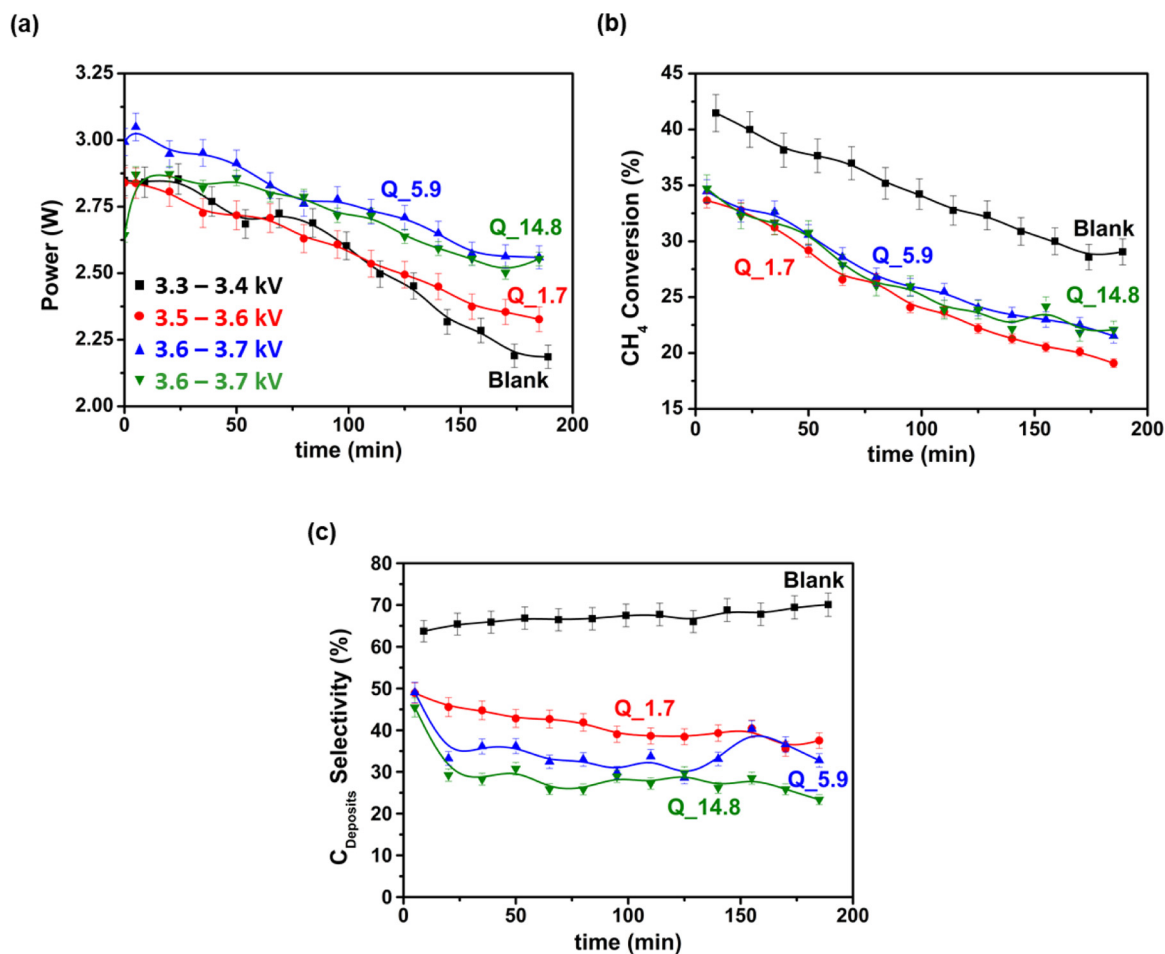 (a)
Power (W)
3.25
3.00
2.75
2.50
2.25
2.00
0
50
100
150
200
time (min)
Q_5.9
Q_14.8
Q_1.7
Blank
3.3 – 3.4 kV
3.5 – 3.6 kV
3.6 – 3.7 kV
3.6 – 3.7 kV
(b)
CH4 Conversion (%)
45
40
35
30
25
20
15
0
50
100
150
200
time (min)
Blank
Q_5.9
Q_14.8
Q_1.7
(c)
CDeposits Selectivity (%)
80
70
60
50
40
30
20
10
0
0
50
100
150
200
time (min)
Blank
Q_1.7
Q_5.9
Q_14.8